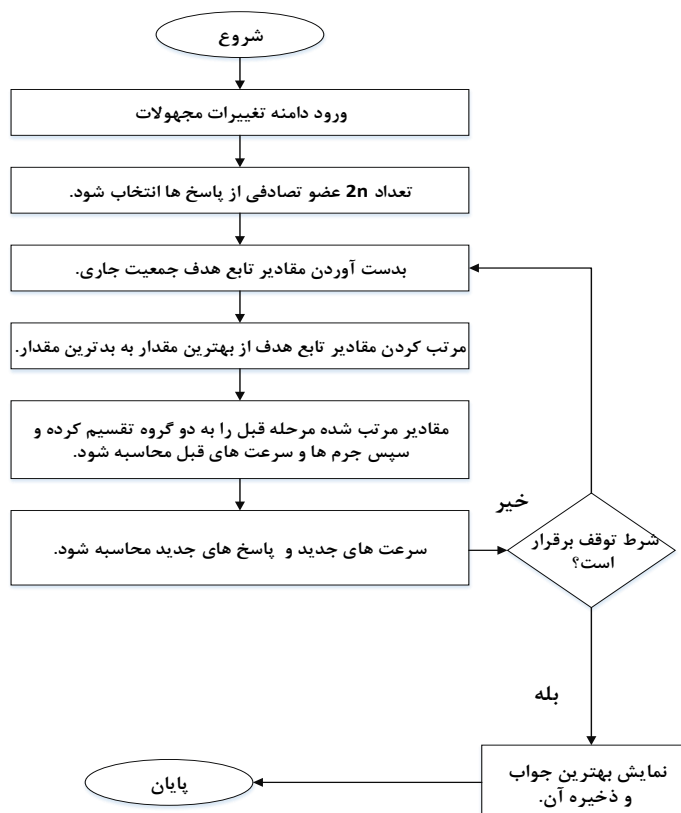 شروع
ورود دامنه تغییرات مجهولات
تعداد 2n عضو تصادفی از پاسخ ها انتخاب شود.
بدست آوردن مقادیر تابع هدف جمعیت جاری.
مرتب کردن مقادیر تابع هدف از بهترین مقدار به بدترین مقدار.
مقادیر مرتب شده مرحله قبل را به دو گروه تقسیم کرده و
سپس جرم ها و سرعت های قبل محاسبه شود.
سرعت های جدید و پاسخ های جدید محاسبه شود.
شرط توقف برقرار
است؟
خیر
بله
نمایش بهترین جواب
و ذخیره آن.
پایان